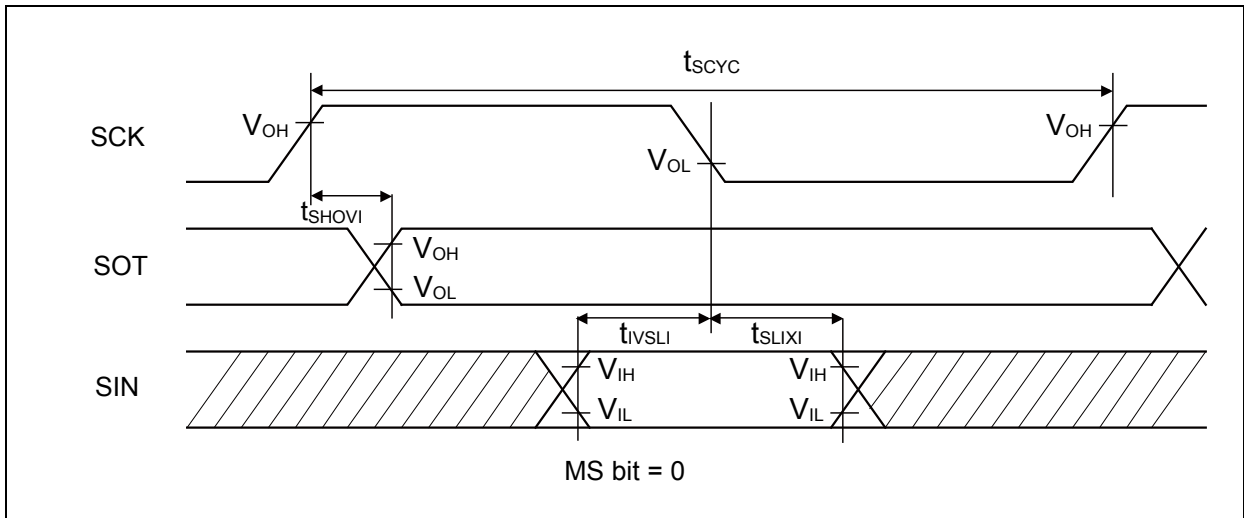 tSCYC
SCK
VOH
VOL
VOH
tSHOVI
SOT
VOH
VOL
tIVSLI
tSLIXI
SIN
VIH
VIL
VIH
VIL
MS bit = 0